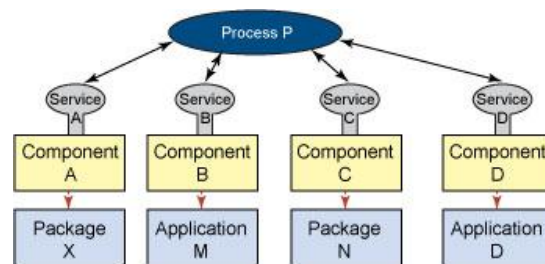 Process P
Service
A
Service
B
Service
C
Service
D
Component
A
Component
B
Component
C
Component
D
Package
X
Application
M
Package
N
Application
D